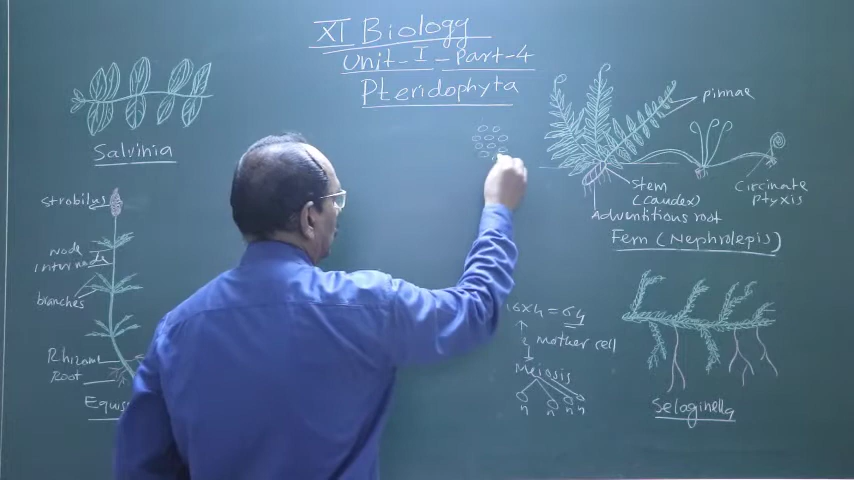 XI Biology
Unit-I-Part-4
Pteridophyta
Salvinia
strobilus
node
internode
branches
Rhizome
Root
pinnae
stem
(caudex)
Adventitious root
Circinate
ptyxis
Fern (Nephrolepis)
16x4=64
mother cell
Meiosis
n n n n
Selaginella